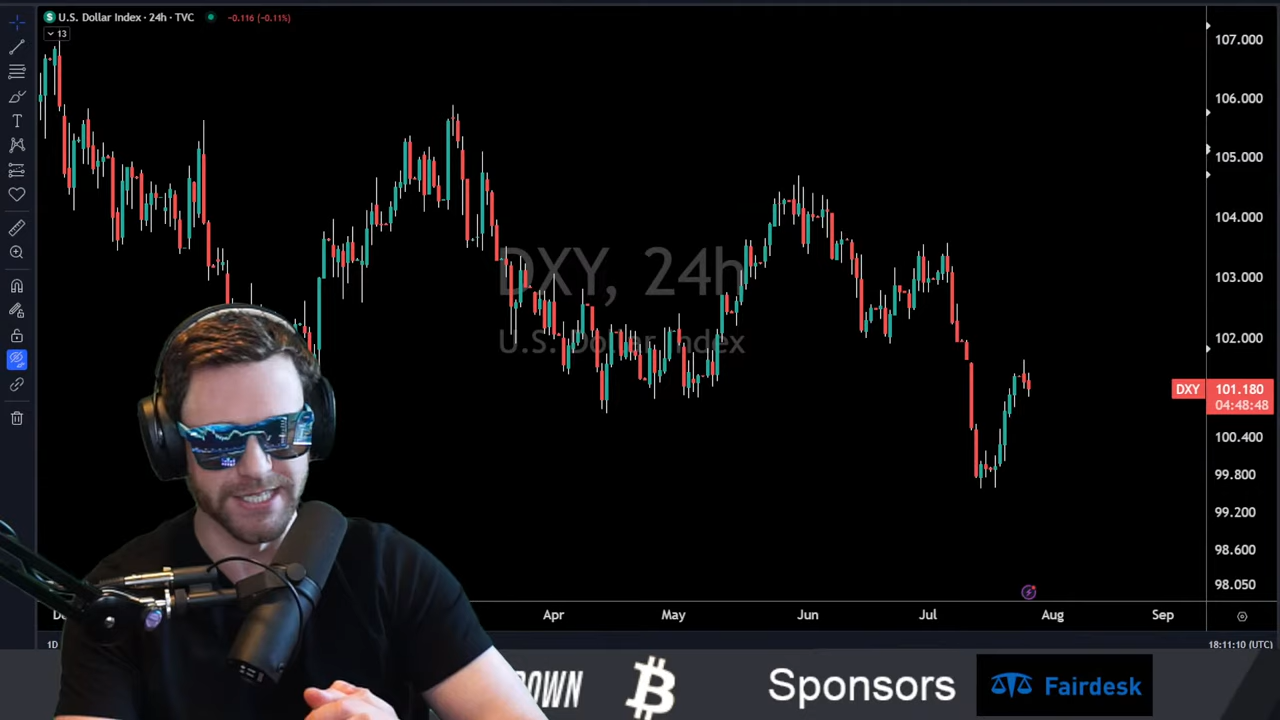 U.S. Dollar Index · 24h · TVC
-0.116 (-0.11%)
13
107.000
106.000
105.000
104.000
103.000
102.000
DXY 101.180
04:48:48
100.400
99.800
99.200
98.600
98.050
DXY, 24h
U.S. Dollar Index
Apr May Jun Jul Aug Sep
1D
18:11:10 (UTC)
Sponsors
Fairdesk